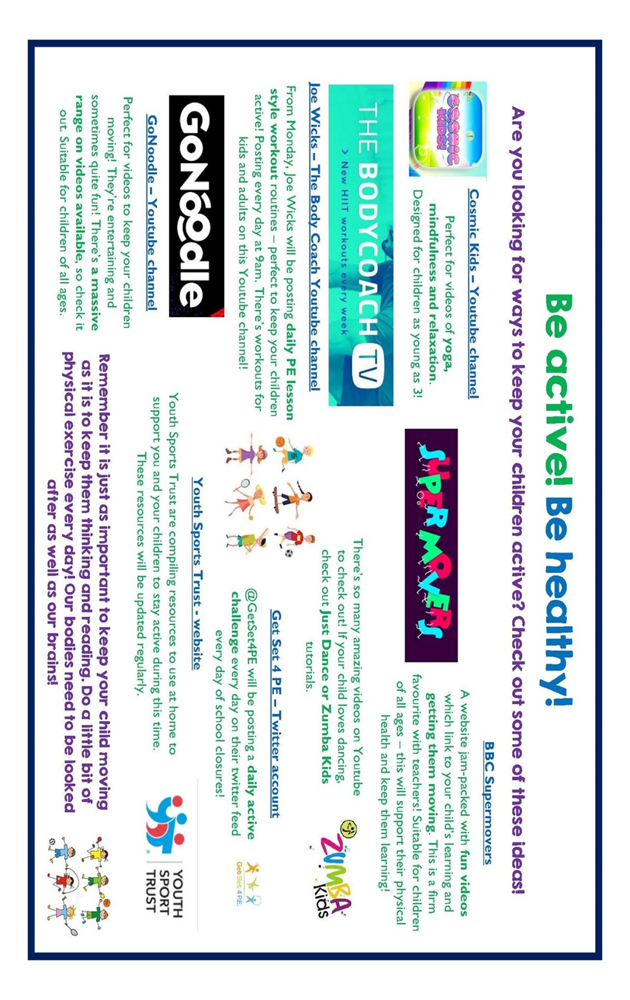 Be active! Be healthy!
Are you looking for ways to keep your children active? Check out some of these ideas!
COSMIC
KIDS!
Cosmic Kids – Youtube channel
Perfect for videos of yoga,
mindfulness and relaxation.
Designed for children as young as 3!
THE BODYCOACH TV
> New HIIT workouts every week
Joe Wicks – The Body Coach Youtube channel
From Monday, Joe Wicks will be posting daily PE lesson
style workout routines – perfect to keep your children
active! Posting every day at 9am. There's workouts for
kids and adults on this Youtube channel!
GoNoodle
GoNoodle – Youtube channel
Perfect for videos to keep your children
moving! They're entertaining and
sometimes quite fun! There's a massive
range on videos available, so check it
out. Suitable for children of all ages.
SUPER MOVERS
BBC Supermovers
A website jam-packed with fun videos
which link to your child's learning and
getting them moving. This is a firm
favourite with teachers! Suitable for children
of all ages – this will support their physical
health and keep them learning!
There's so many amazing videos on Youtube
to check out! If your child loves dancing,
check out Just Dance or Zumba Kids
tutorials.
ZUMBA
Kids
Get Set 4 PE – Twitter account
@GetSet4PE will be posting a daily active
challenge every day on their twitter feed
every day of school closures!
Get Set 4 P.E.
Youth Sports Trust - website
Youth Sports Trust are compiling resources to use at home to
support you and your children to stay active during this time.
These resources will be updated regularly.
YOUTH
SPORT
TRUST
Remember it is just as important to keep your child moving
as it is to keep them thinking and reading. Do a little bit of
physical exercise every day! Our bodies need to be looked
after as well as our brains!